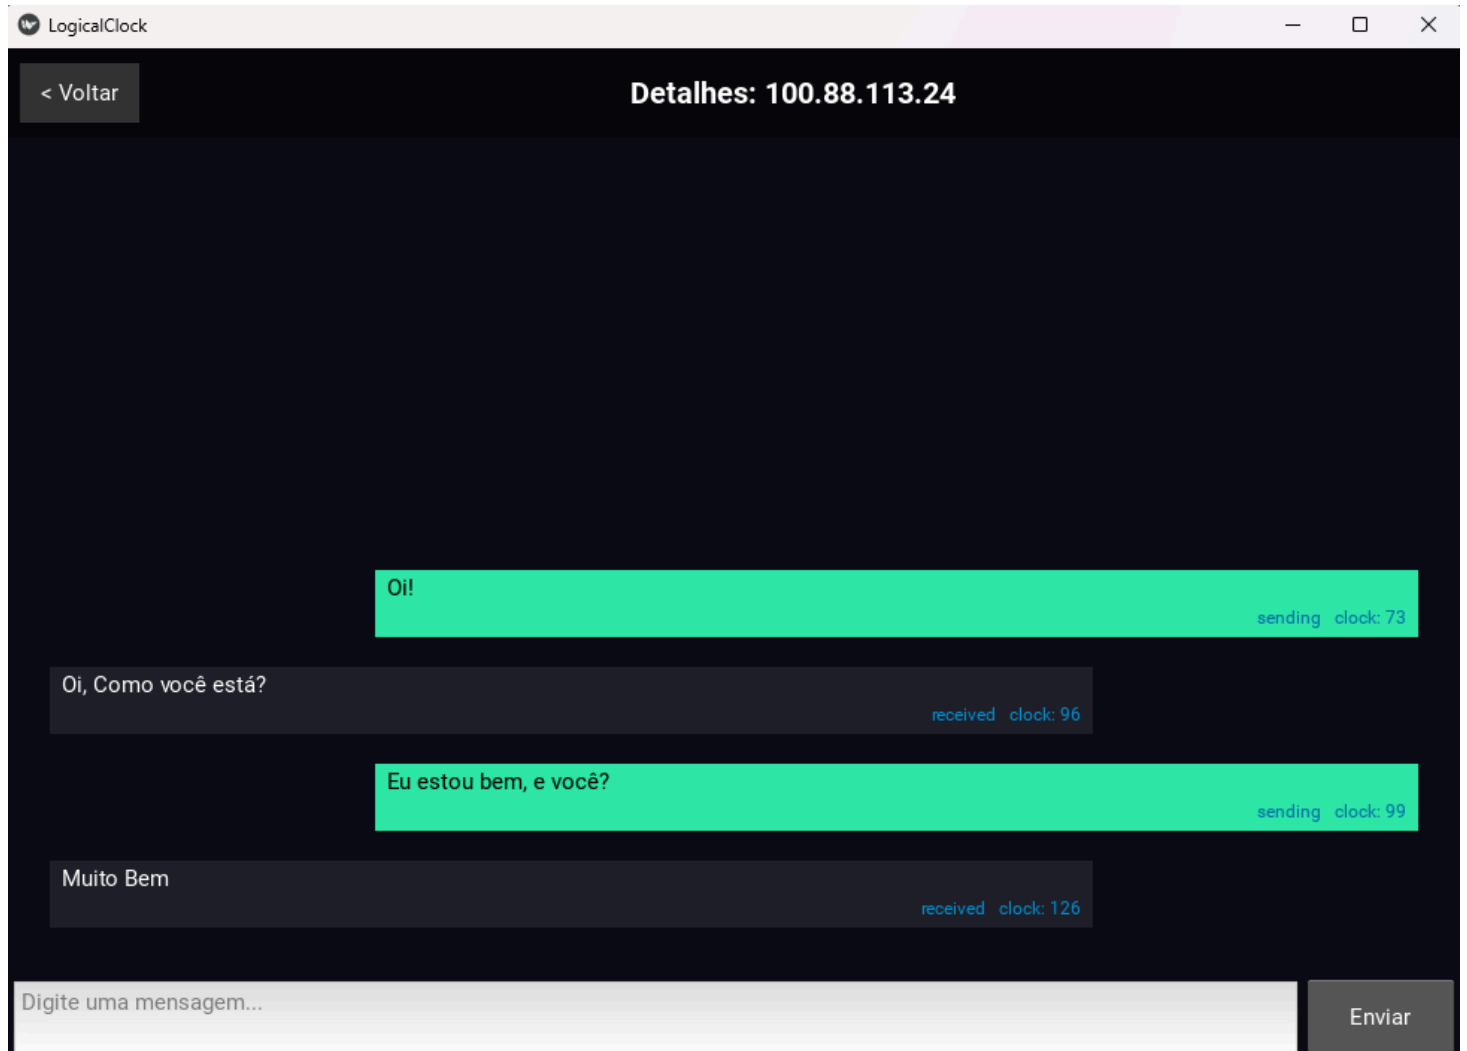 LogicalClock
< Voltar
Detalhes: 100.88.113.24
Oi!
sending clock: 73
Oi, Como você está?
received clock: 96
Eu estou bem, e você?
sending clock: 99
Muito Bem
received clock: 126
Digite uma mensagem...
Enviar